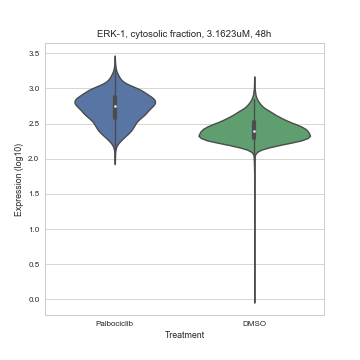 ERK-1, cytosolic fraction, 3.1623uM, 48h
3.5
3.0
2.5
2.0
1.5
1.0
0.5
0.0
Expression (log10)
Palbociclib
DMSO
Treatment